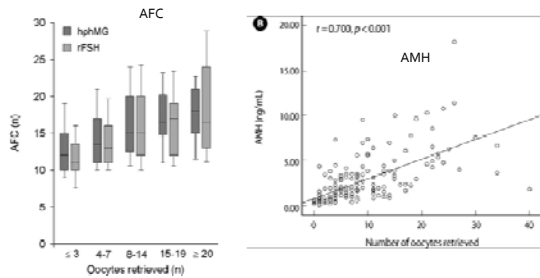 AFC
hphMG
rFSH
AFC (n)
30
25
20
15
10
5
0
≤ 3
4-7
8-14
15-19
≥ 20
Oocytes retrieved (n)
B
r = 0.700, p < 0.001
AMH
AMH (ng/mL)
20.00
15.00
10.00
5.00
0.00
0
10
20
30
40
Number of oocytes retrieved